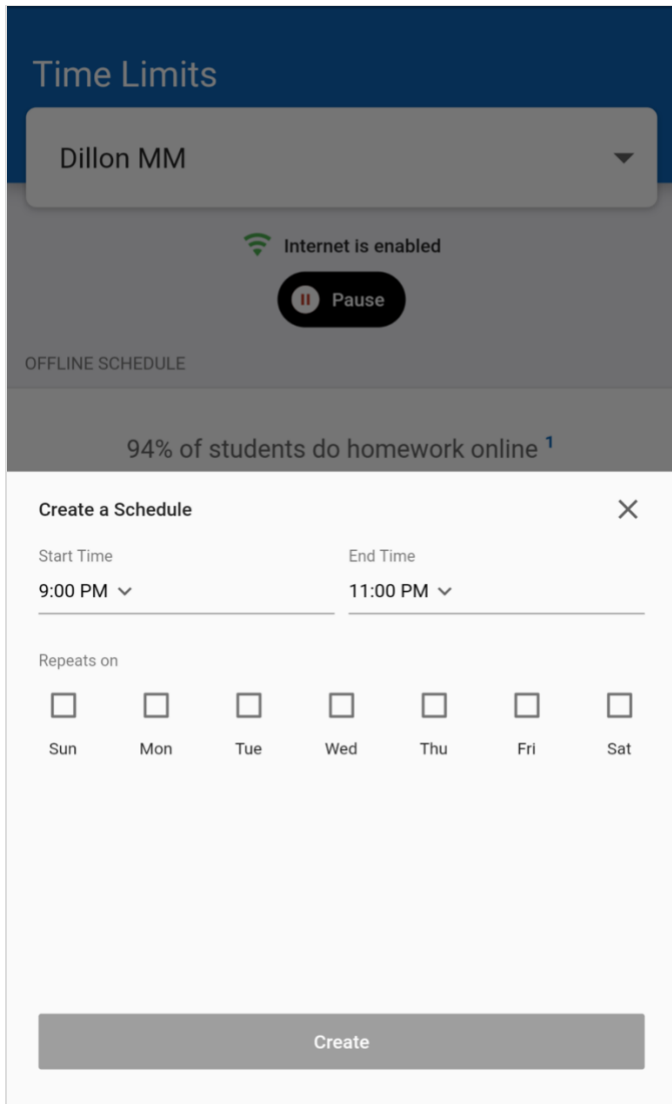 Time Limits
Dillon MM
Internet is enabled
Pause
OFFLINE SCHEDULE
94% of students do homework online 1
Create a Schedule
Start Time End Time
9:00 PM 11:00 PM
Repeats on
Sun Mon Tue Wed Thu Fri Sat
Create